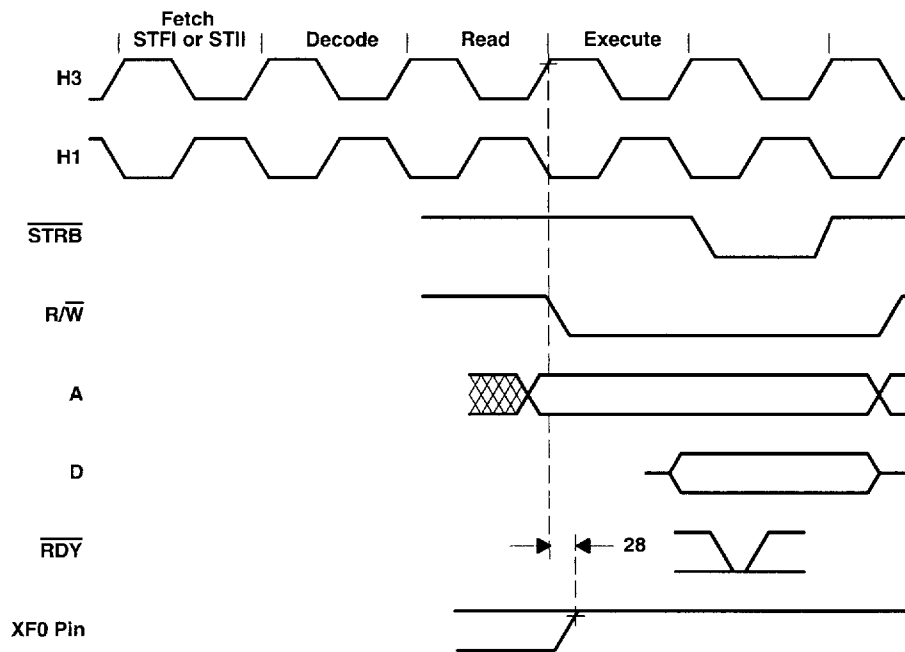 Fetch
STFI or STII | Decode | Read | Execute
H3
H1
STRB
R/W
A
D
RDY
28
XF0 Pin